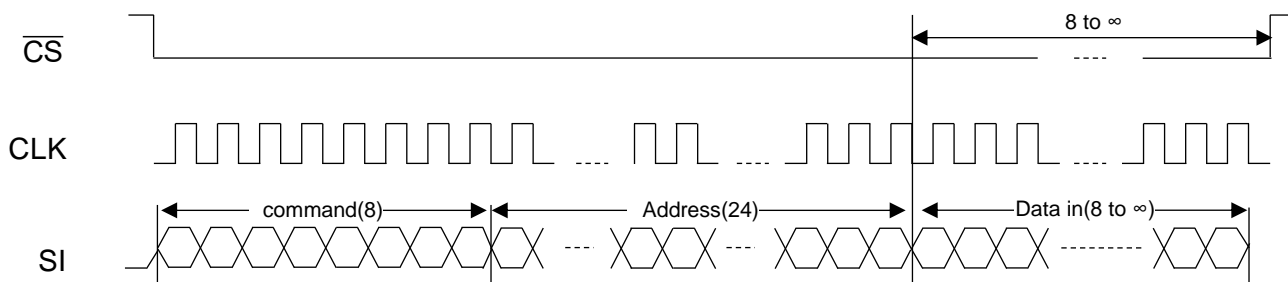 8 to ∞
CS
CLK
command(8)
Address(24)
Data in(8 to ∞)
SI